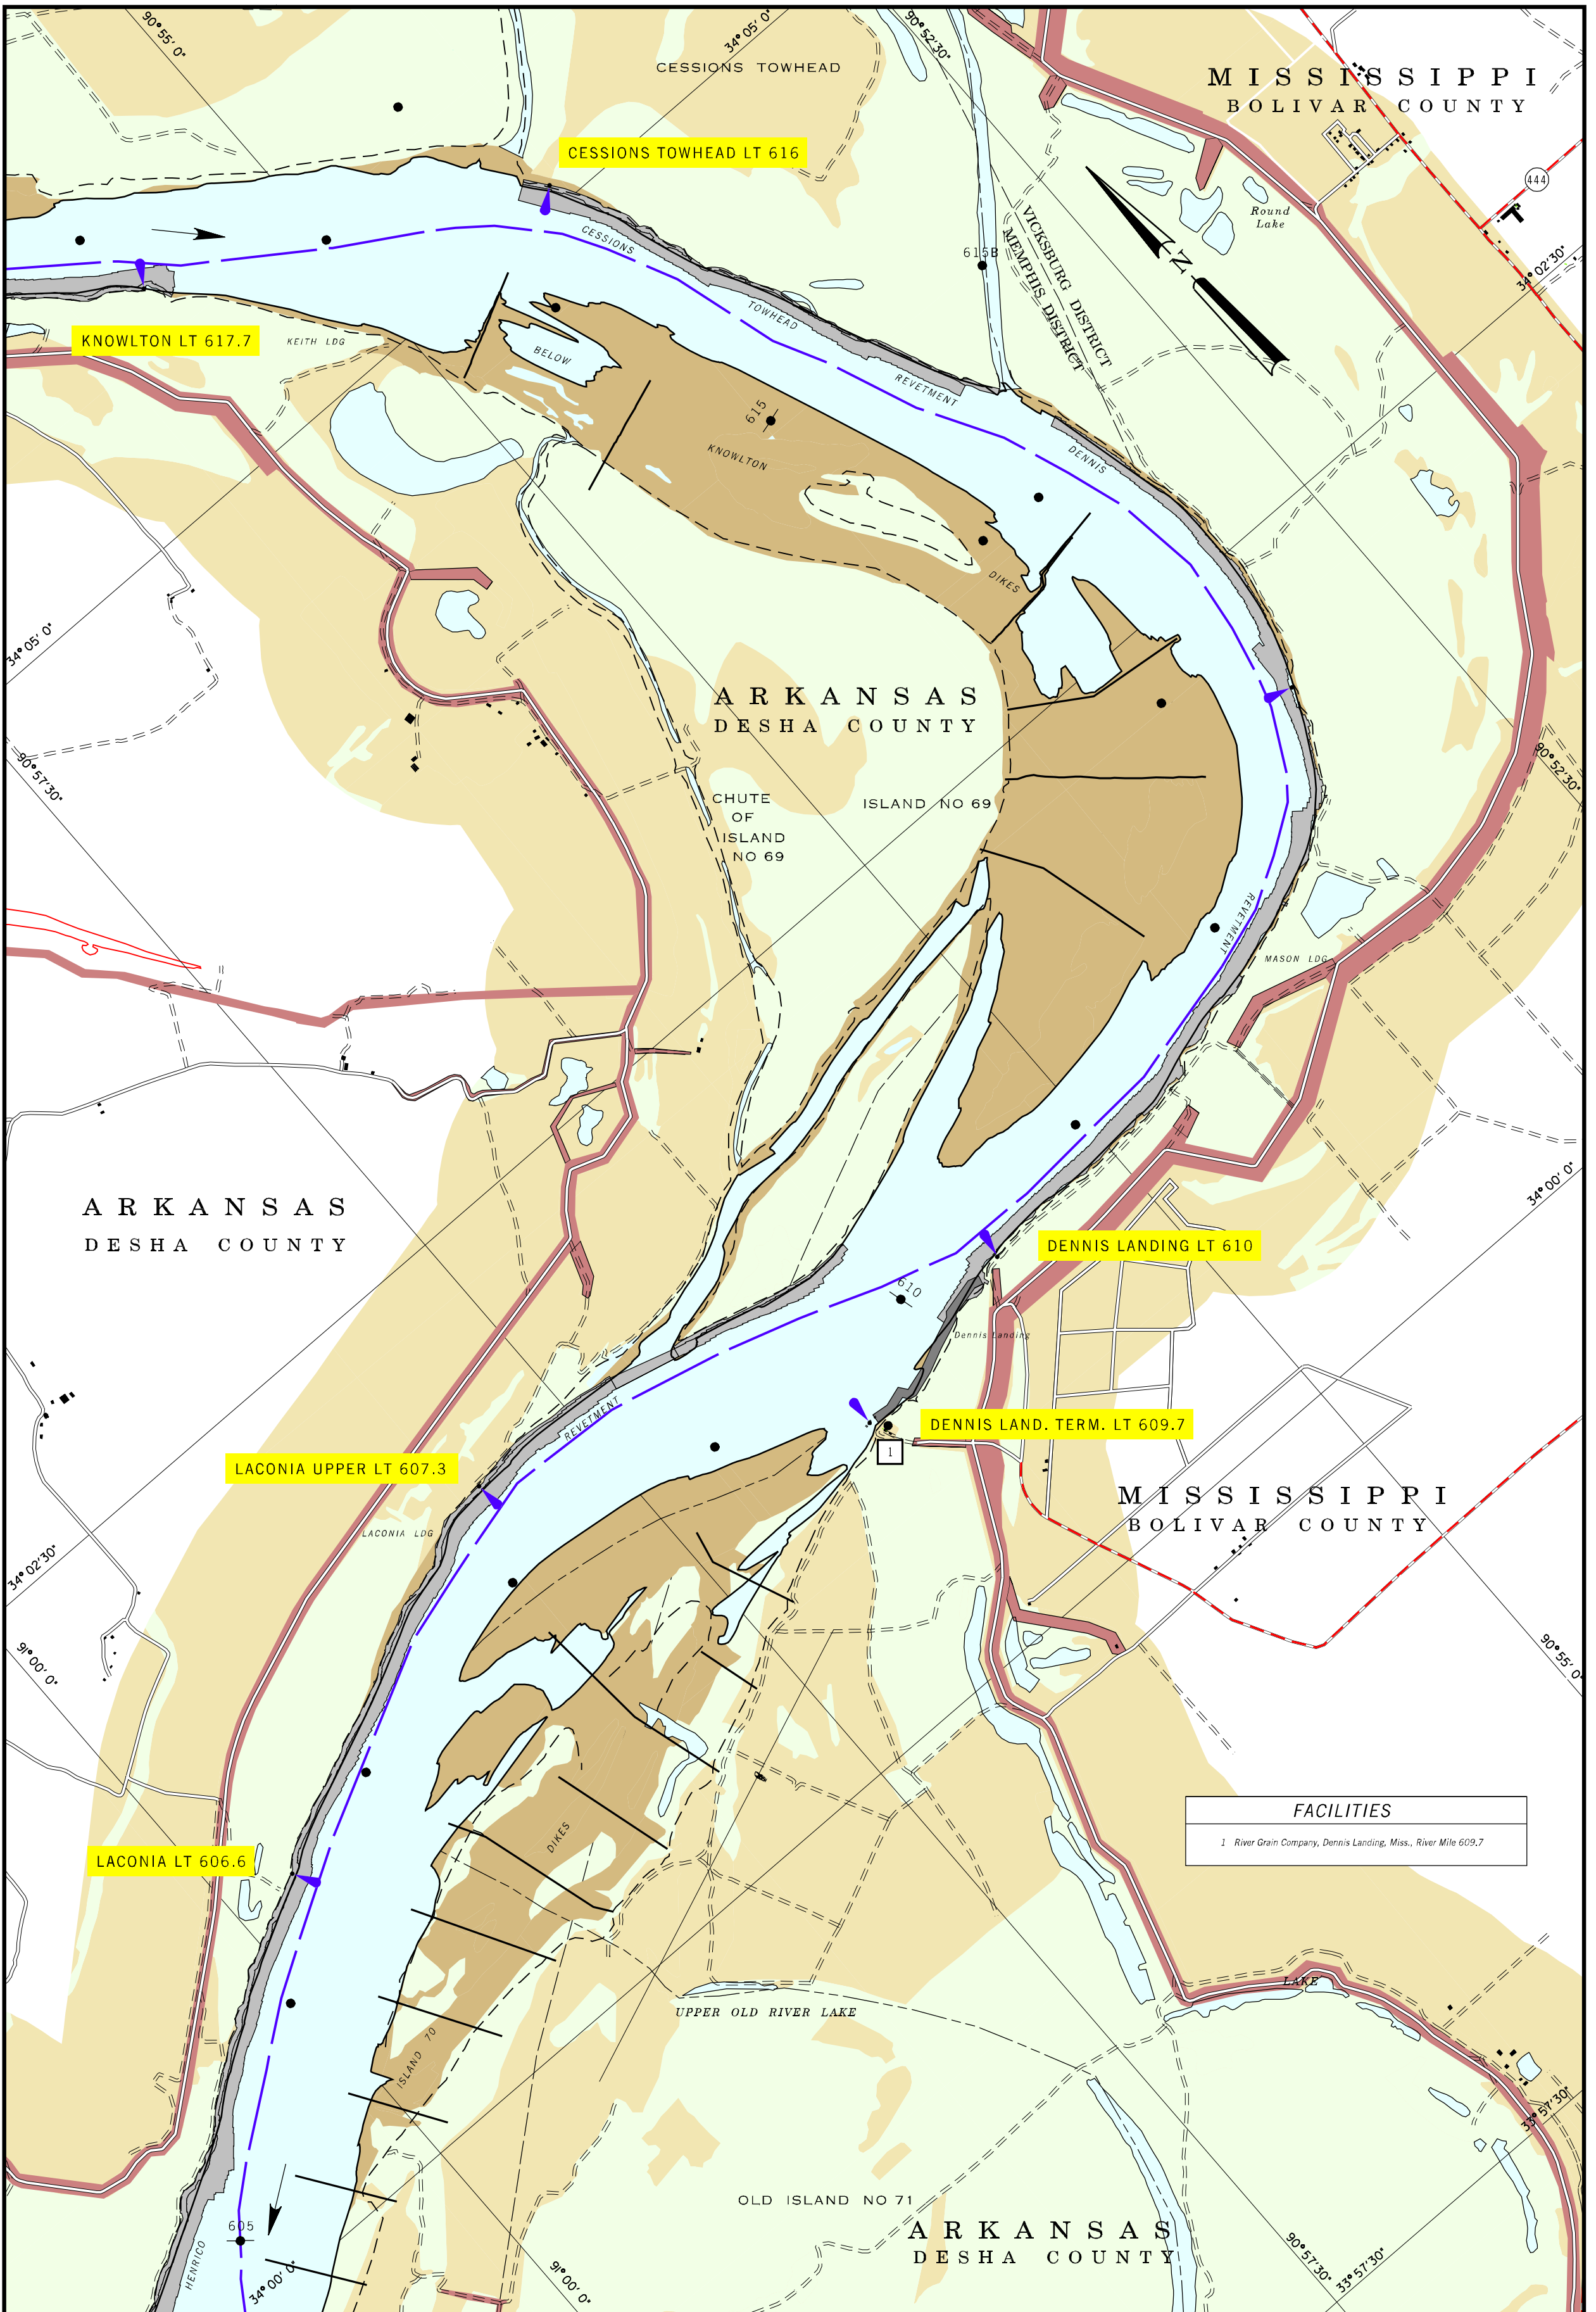 90° 55' 0"
34° 05' 0"
90° 52' 30"
CESSIONS TOWHEAD
MISSISSIPPI
BOLIVAR COUNTY
CESSIONS TOWHEAD LT 616
444
Round
Lake
VICKSBURG DISTRICT
MEMPHIS DISTRICT
615B
N
34° 02' 30"
CESSIONS
TOWHEAD
REVETMENT
KNOWLTON LT 617.7
KEITH LDG
BELOW
615
KNOWLTON
DENNIS
DIKES
34° 05' 0"
ARKANSAS
DESHA COUNTY
90° 57' 30"
90° 52' 30"
CHUTE
OF
ISLAND
NO 69
ISLAND NO 69
REVETMENT
MASON LDG
34° 00' 0"
ARKANSAS
DESHA COUNTY
DENNIS LANDING LT 610
610
Dennis Landing
REVETMENT
DENNIS LAND. TERM. LT 609.7
1
LACONIA UPPER LT 607.3
LACONIA LDG
MISSISSIPPI
BOLIVAR COUNTY
34° 02' 30"
91° 00' 0"
90° 55' 0"
FACILITIES
1 River Grain Company, Dennis Landing, Miss., River Mile 609.7
DIKES
LACONIA LT 606.6
LAKE
UPPER OLD RIVER LAKE
ISLAND 70
33° 57' 30"
OLD ISLAND NO 71
605
ARKANSAS
DESHA COUNTY
HENRICO
34° 00' 0"
91° 00' 0"
90° 57' 30"
33° 57' 30"